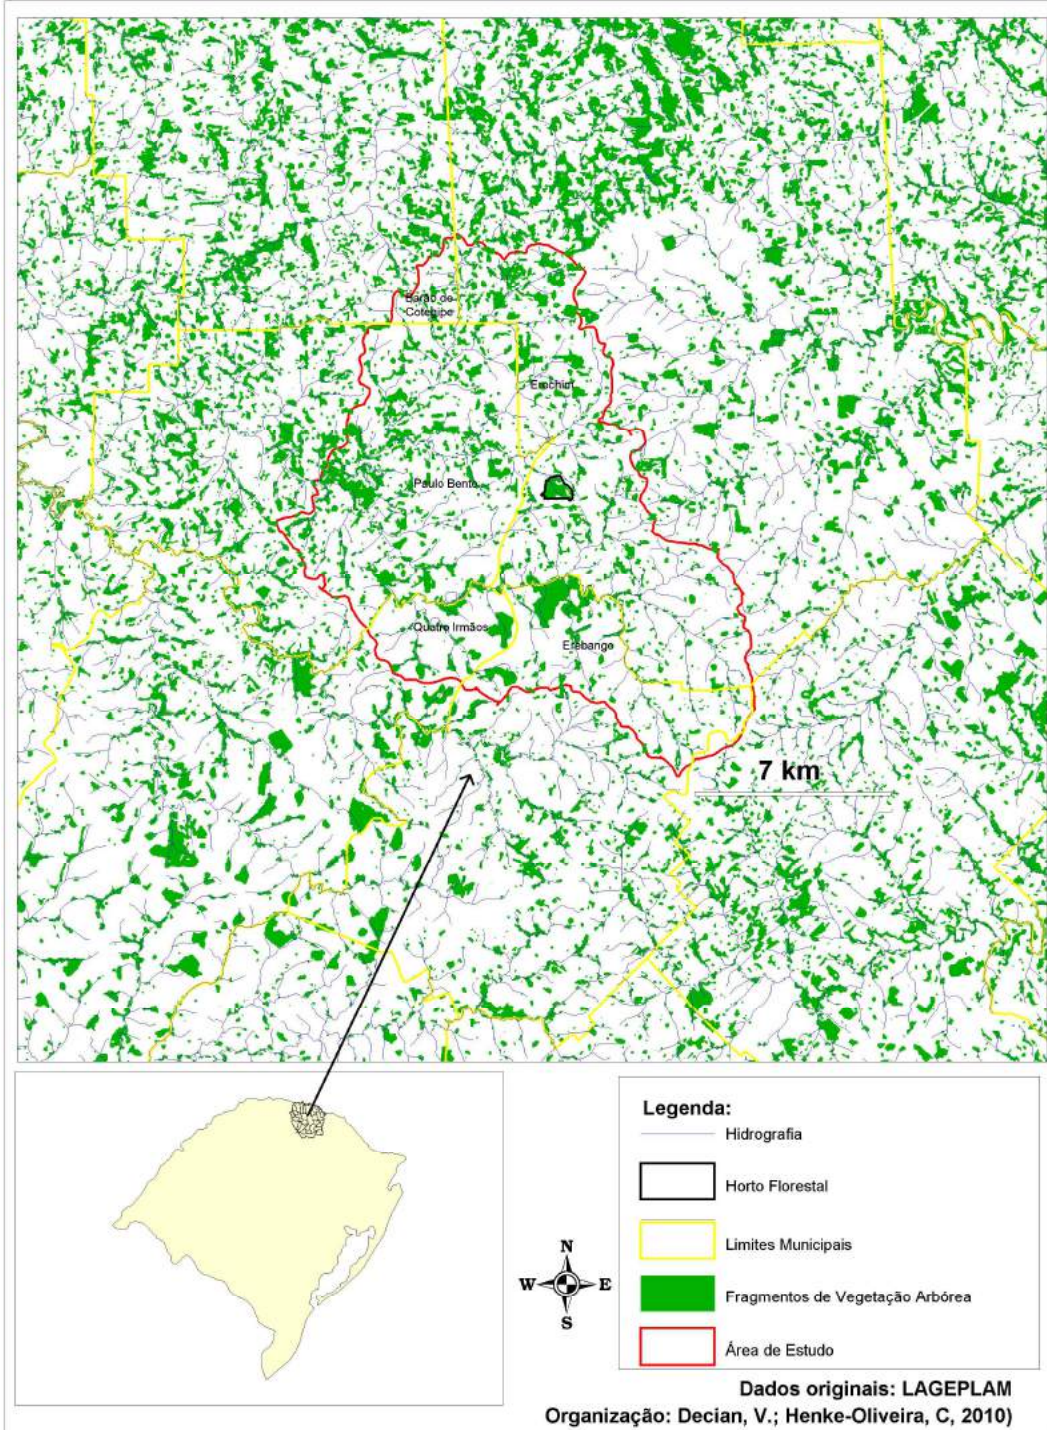 Barão de
Cotegipe
Erechim
Paulo Bento
Quatro Irmãos
Erebango
7 km
Legenda:
Hidrografia
Horto Florestal
Limites Municipais
Fragmentos de Vegetação Arbórea
Área de Estudo
N
W
E
S
Dados originais: LAGEPLAM
Organização: Decian, V.; Henke-Oliveira, C, 2010)